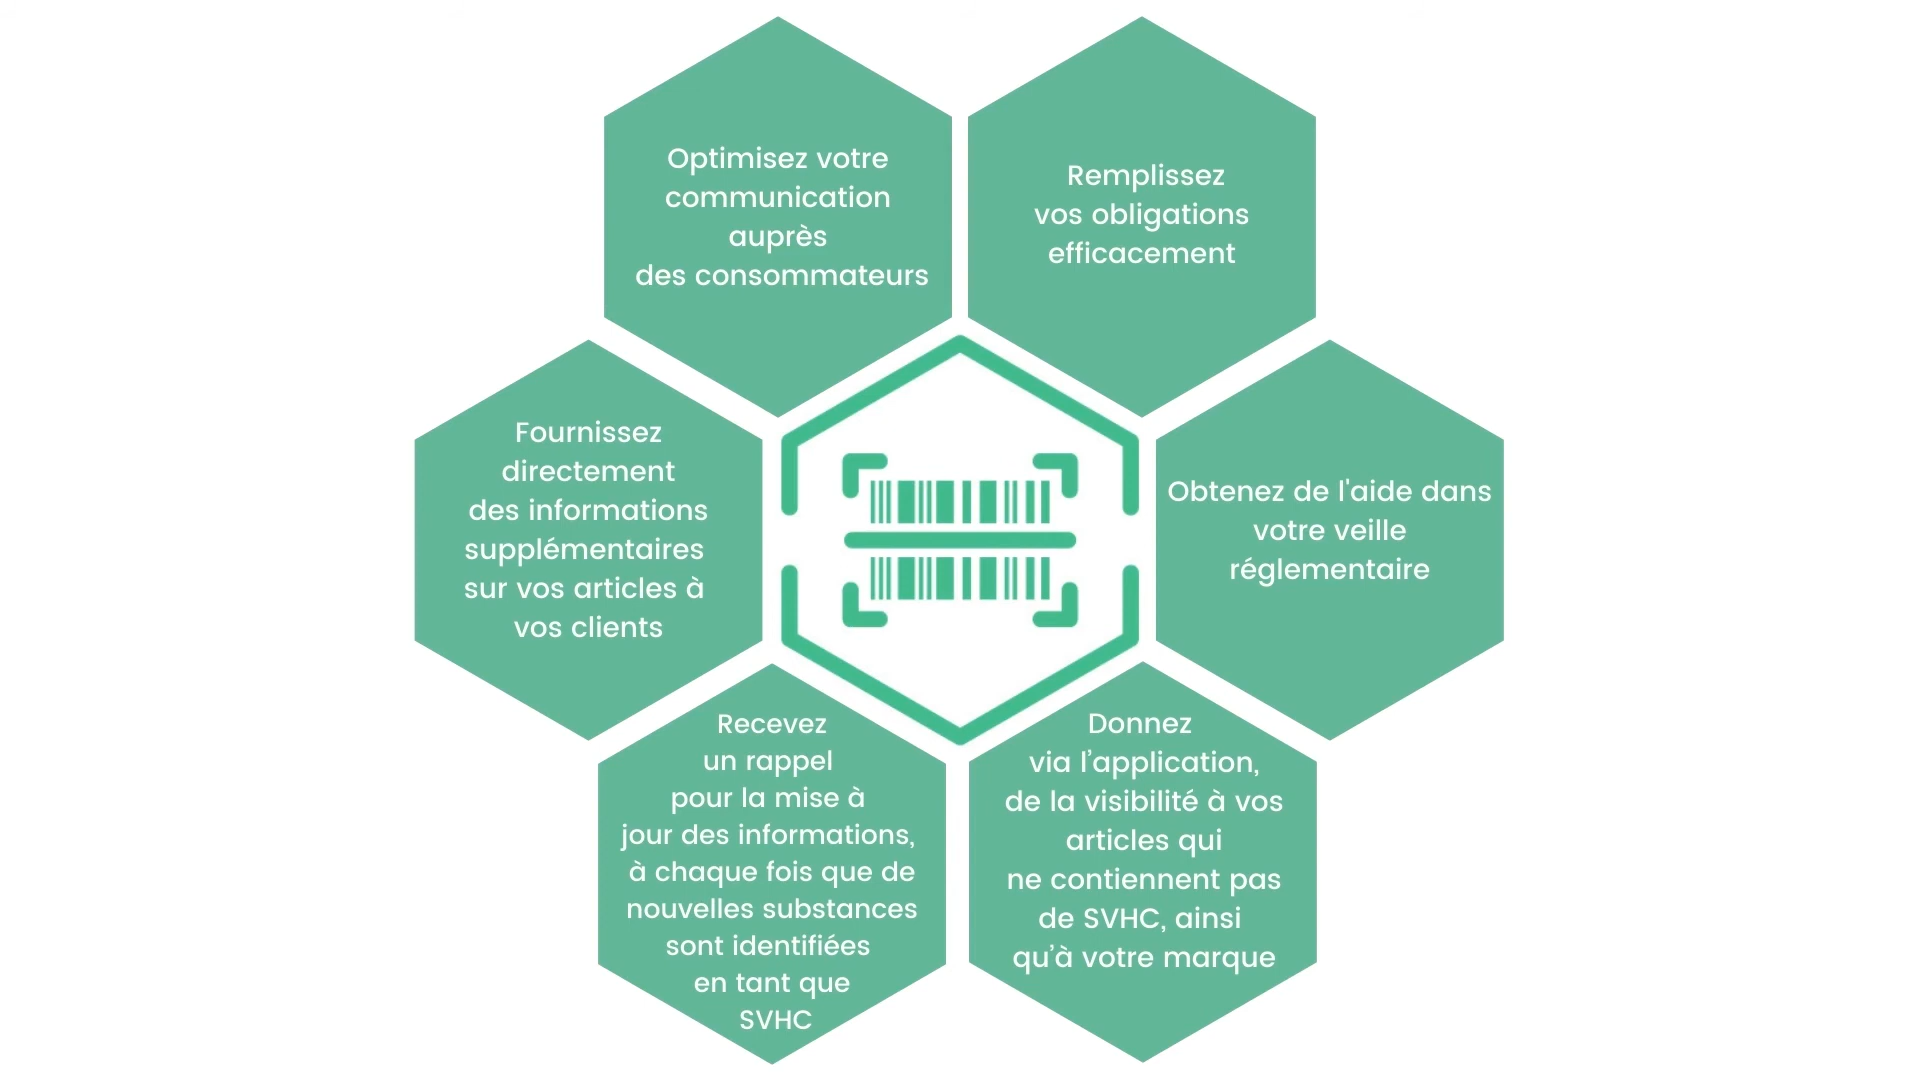 Optimisez votre
communication
auprès
des consommateurs
Remplissez
vos obligations
efficacement
Fournissez
directement
des informations
supplémentaires
sur vos articles à
vos clients
Obtenez de l'aide dans
votre veille
réglementaire
Recevez
un rappel
pour la mise à
jour des informations,
à chaque fois que de
nouvelles substances
sont identifiées
en tant que
SVHC
Donnez
via l’application,
de la visibilité à vos
articles qui
ne contiennent pas
de SVHC, ainsi
qu’à votre marque